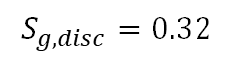 S_{g,disc} = 0.32